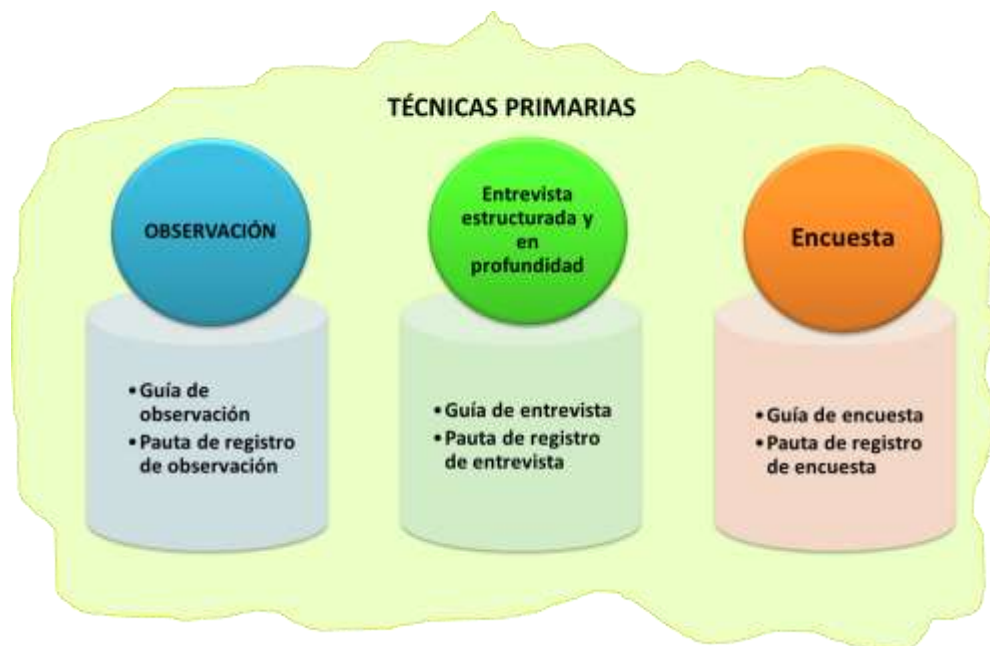 TÉCNICAS PRIMARIAS
OBSERVACIÓN
• Guía de
observación
• Pauta de registro
de observación
Entrevista
estructurada y
en
profundidad
• Guía de entrevista
• Pauta de registro
de entrevista
Encuesta
• Guía de encuesta
• Pauta de registro
de encuesta